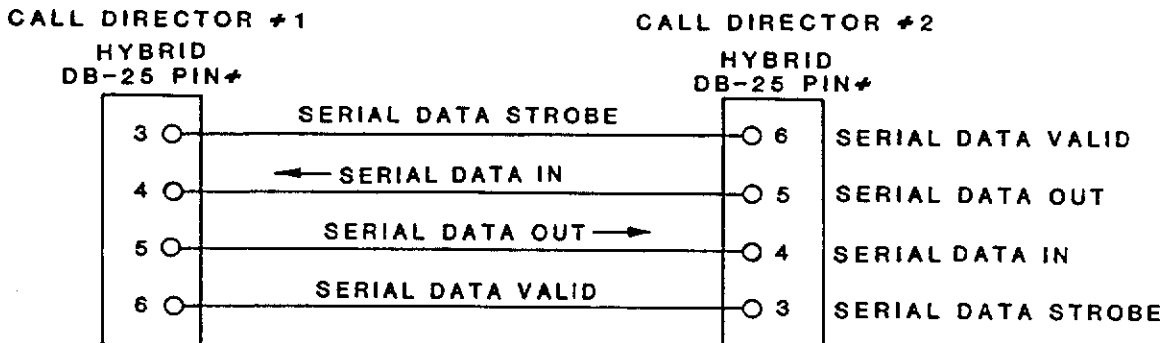 CALL DIRECTOR #1
HYBRID
DB-25 PIN#
CALL DIRECTOR #2
HYBRID
DB-25 PIN#
3 SERIAL DATA STROBE 6 SERIAL DATA VALID
4 ← SERIAL DATA IN 5 SERIAL DATA OUT
5 SERIAL DATA OUT → 4 SERIAL DATA IN
6 SERIAL DATA VALID 3 SERIAL DATA STROBE